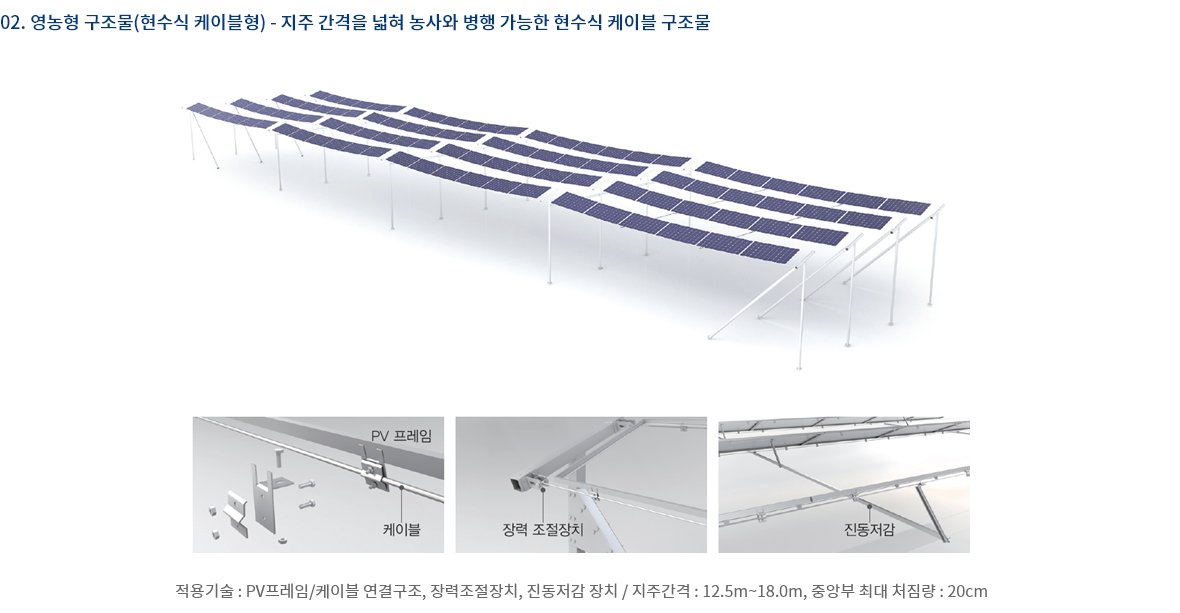 02. 영농형 구조물(현수식 케이블형) - 지주 간격을 넓혀 농사와 병행 가능한 현수식 케이블 구조물
PV 프레임
케이블
장력 조절장치
진동저감
적용기술 : PV프레임/케이블 연결구조, 장력조절장치, 진동저감 장치 / 지주간격 : 12.5m~18.0m, 중앙부 최대 처짐량 : 20cm